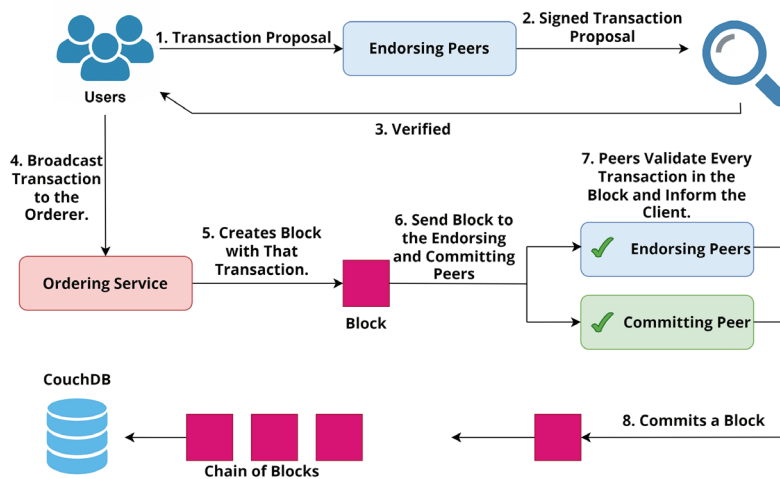 1. Transaction Proposal
Endorsing Peers
2. Signed Transaction
Proposal
Users
3. Verified
4. Broadcast
Transaction
to the
Orderer.
Ordering Service
5. Creates Block
with That
Transaction.
Block
6. Send Block to
the Endorsing
and Committing
Peers
7. Peers Validate Every
Transaction in the
Block and Inform the
Client.
Endorsing Peers
Committing Peer
CouchDB
Chain of Blocks
8. Commits a Block